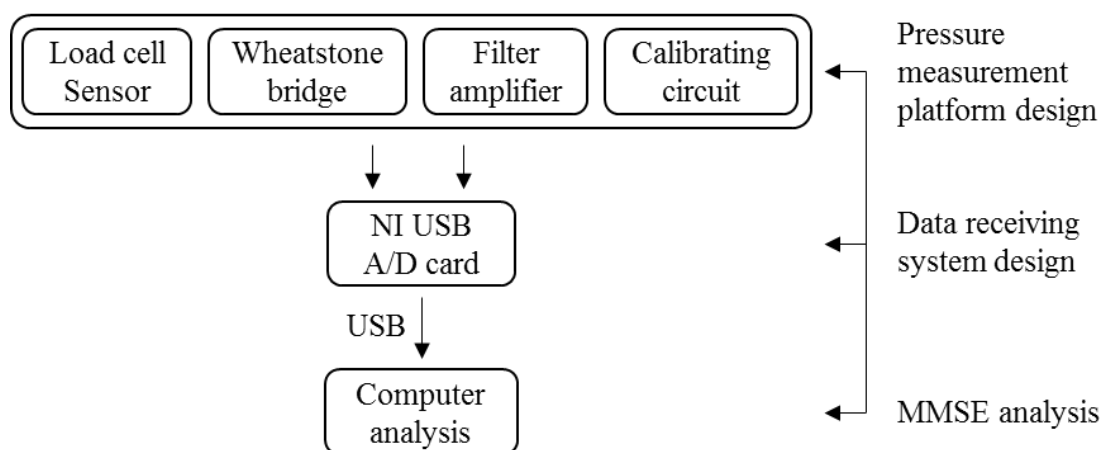 Load cell
Sensor
Wheatstone
bridge
Filter
amplifier
Calibrating
circuit
Pressure
measurement
platform design
NI USB
A/D card
Data receiving
system design
USB
Computer
analysis
MMSE analysis